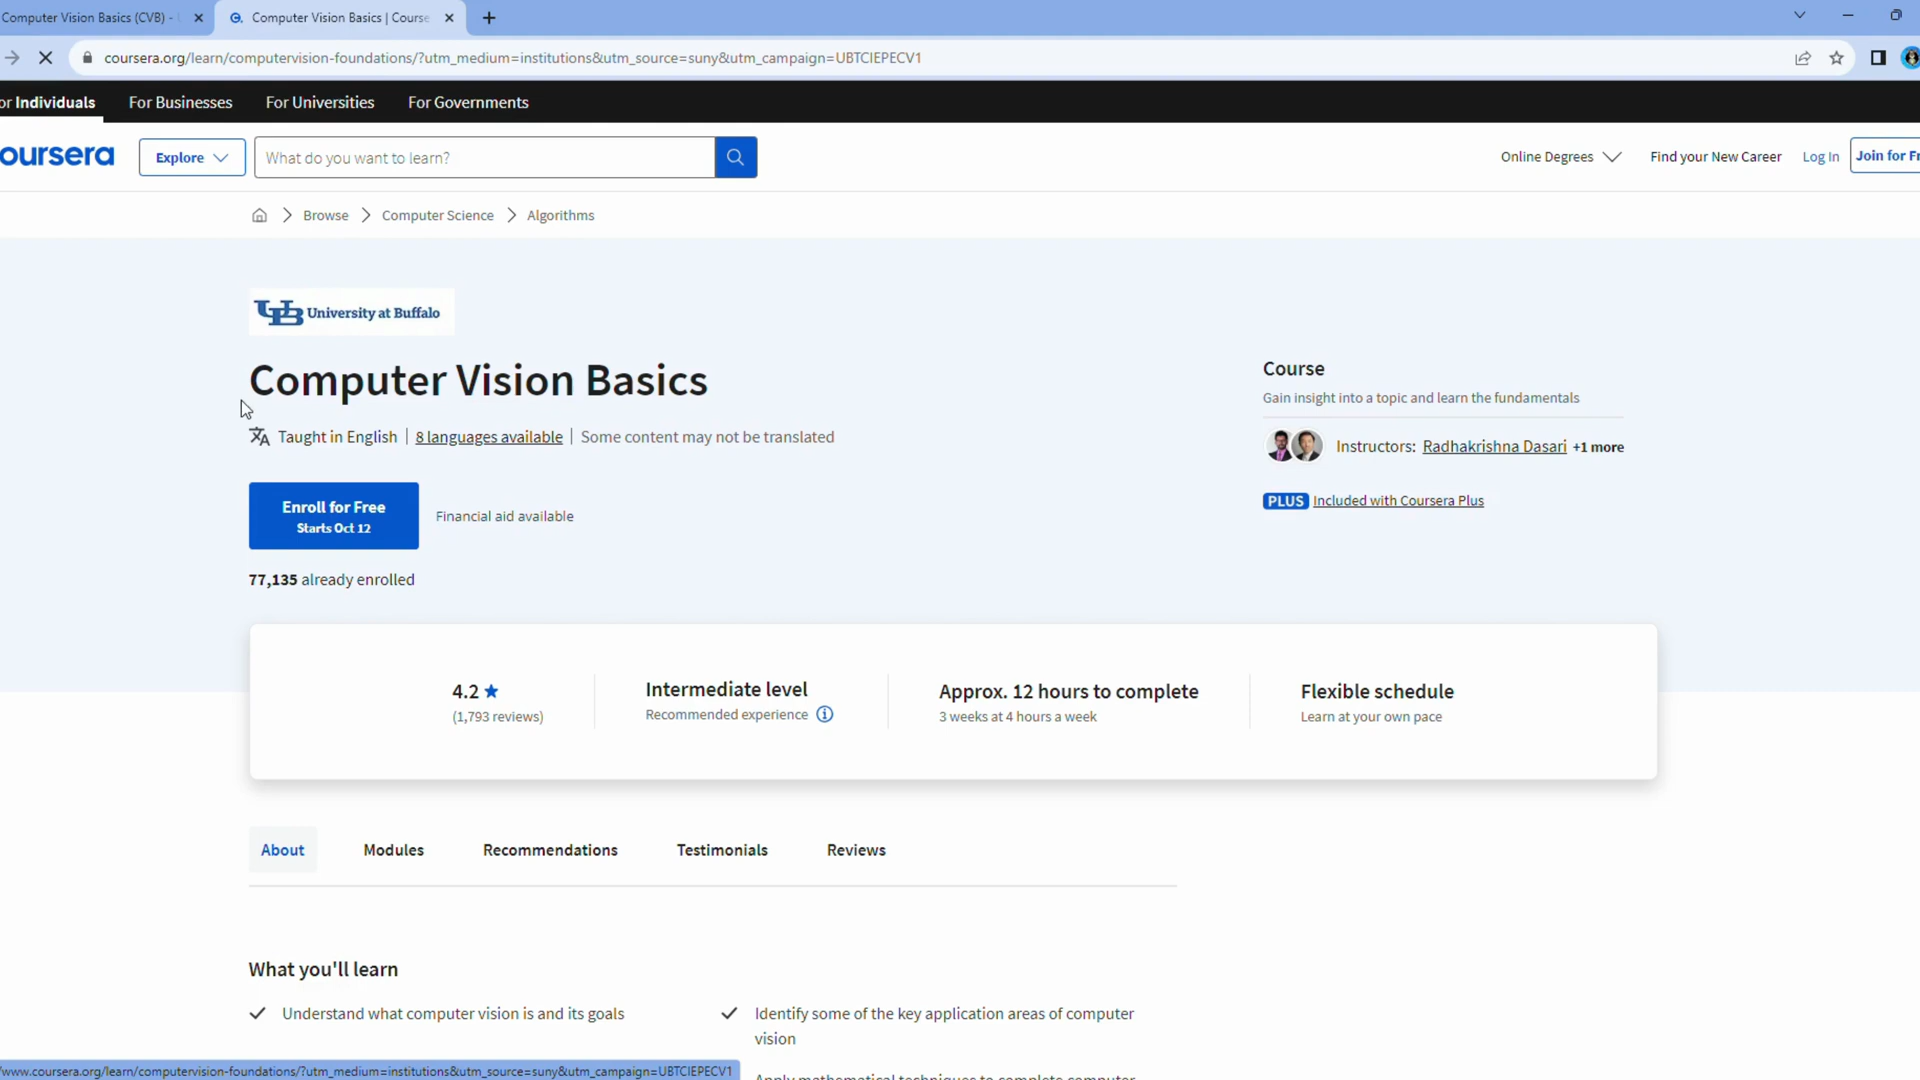 Computer Vision Basics (CVB) -
Computer Vision Basics | Course
coursera.org/learn/computervision-foundations/?utm_medium=institutions&utm_source=suny&utm_campaign=UBTCIEPECV1
or Individuals
For Businesses
For Universities
For Governments
oursera
Explore
What do you want to learn?
Online Degrees
Find your New Career
Log In
Join for Fr
Browse
Computer Science
Algorithms
UB University at Buffalo
Computer Vision Basics
Taught in English | 8 languages available | Some content may not be translated
Enroll for Free
Starts Oct 12
Financial aid available
77,135 already enrolled
Course
Gain insight into a topic and learn the fundamentals
Instructors: Radhakrishna Dasari +1 more
PLUS Included with Coursera Plus
4.2
(1,793 reviews)
Intermediate level
Recommended experience
Approx. 12 hours to complete
3 weeks at 4 hours a week
Flexible schedule
Learn at your own pace
About
Modules
Recommendations
Testimonials
Reviews
What you'll learn
Understand what computer vision is and its goals
Identify some of the key application areas of computer
vision
Apply mathematical techniques to complete computer
/www.coursera.org/learn/computervision-foundations/?utm_medium=institutions&utm_source=suny&utm_campaign=UBTCIEPECV1